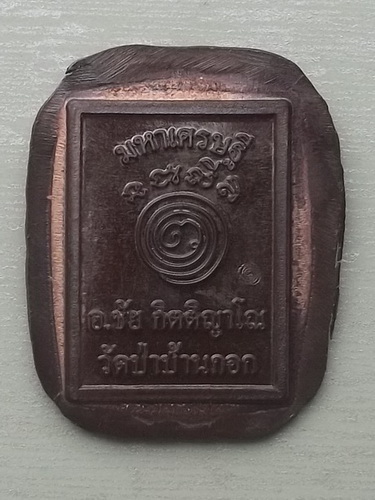 มหาเศรษฐี
อ.ชัย กิตติญาโณ
วัดป่าบ้านกอก